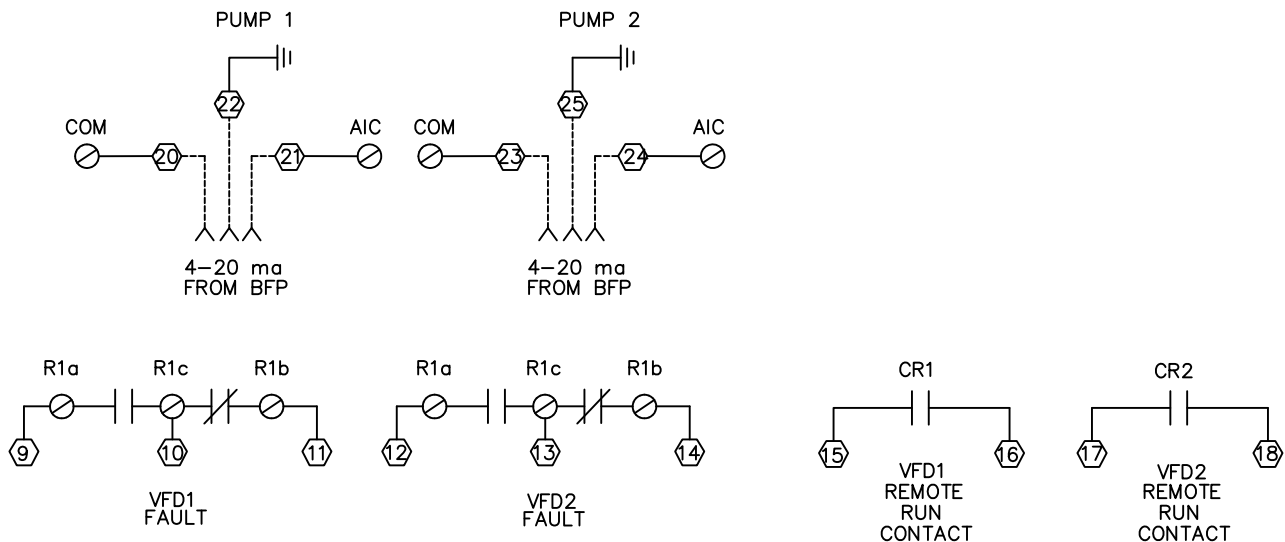 PUMP 1
PUMP 2
22
25
COM
20
21
AIC
COM
23
24
AIC
4-20 ma
FROM BFP
4-20 ma
FROM BFP
R1a
R1c
R1b
9
10
11
VFD1
FAULT
R1a
R1c
R1b
12
13
14
VFD2
FAULT
CR1
15
16
VFD1
REMOTE
RUN
CONTACT
CR2
17
18
VFD2
REMOTE
RUN
CONTACT